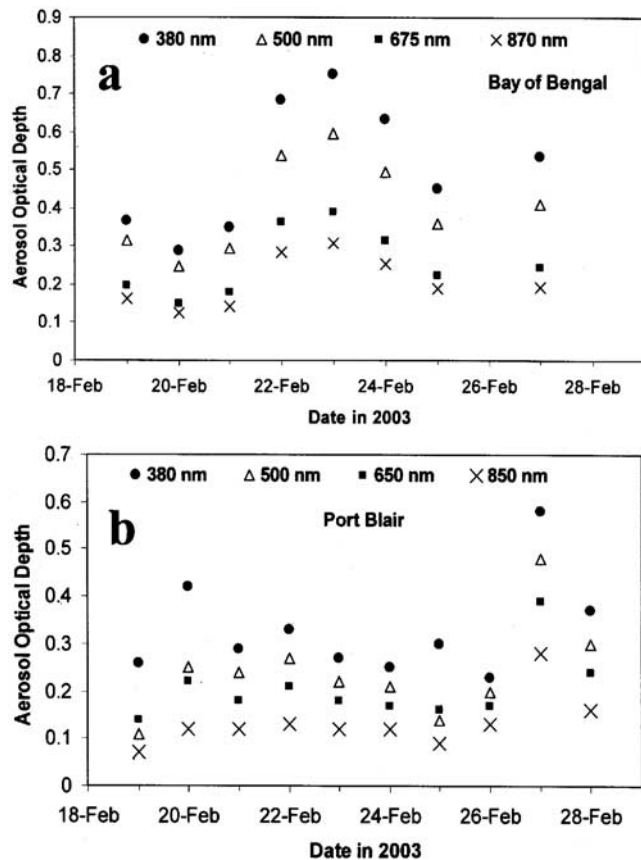 0.9
● 380 nm △ 500 nm ■ 675 nm × 870 nm
a
Bay of Bengal
0.8
0.7
0.6
0.5
0.4
0.3
0.2
0.1
0
Aerosol Optical Depth
18-Feb 20-Feb 22-Feb 24-Feb 26-Feb 28-Feb
Date in 2003
0.7
● 380 nm △ 500 nm ■ 650 nm × 850 nm
b
Port Blair
0.6
0.5
0.4
0.3
0.2
0.1
0
Aerosol Optical Depth
18-Feb 20-Feb 22-Feb 24-Feb 26-Feb 28-Feb
Date in 2003